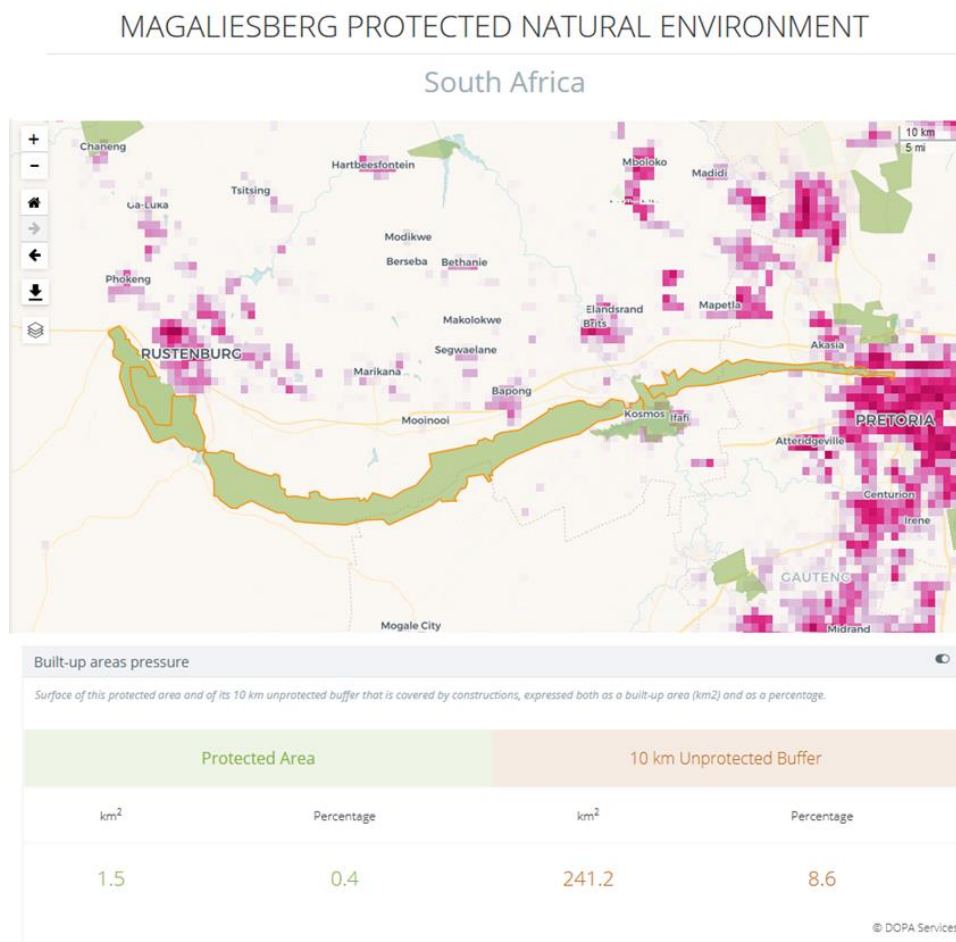 MAGALIESBERG PROTECTED NATURAL ENVIRONMENT
South Africa
+
−
10 km
5 mi
Chaneng
Hartbeesfontein
Mboloko
Madidi
Tsitsing
Ga-Luka
Modikwe
Berseba
Bethanie
Phokeng
Elandsrand
Mapetla
Makolokwe
Brits
Akasia
RUSTENBURG
Segwaelane
Marikana
Bapong
Mooinooi
Kosmos
Ifafi
PRETORIA
Atteridgeville
Centurion
Irene
GAUTENG
Mogale City
Midrand
Built-up areas pressure
Surface of this protected area and of its 10 km unprotected buffer that is covered by constructions, expressed both as a built-up area (km2) and as a percentage.
Protected Area 10 km Unprotected Buffer
km² Percentage km² Percentage
1.5 0.4 241.2 8.6
© DOPA Services